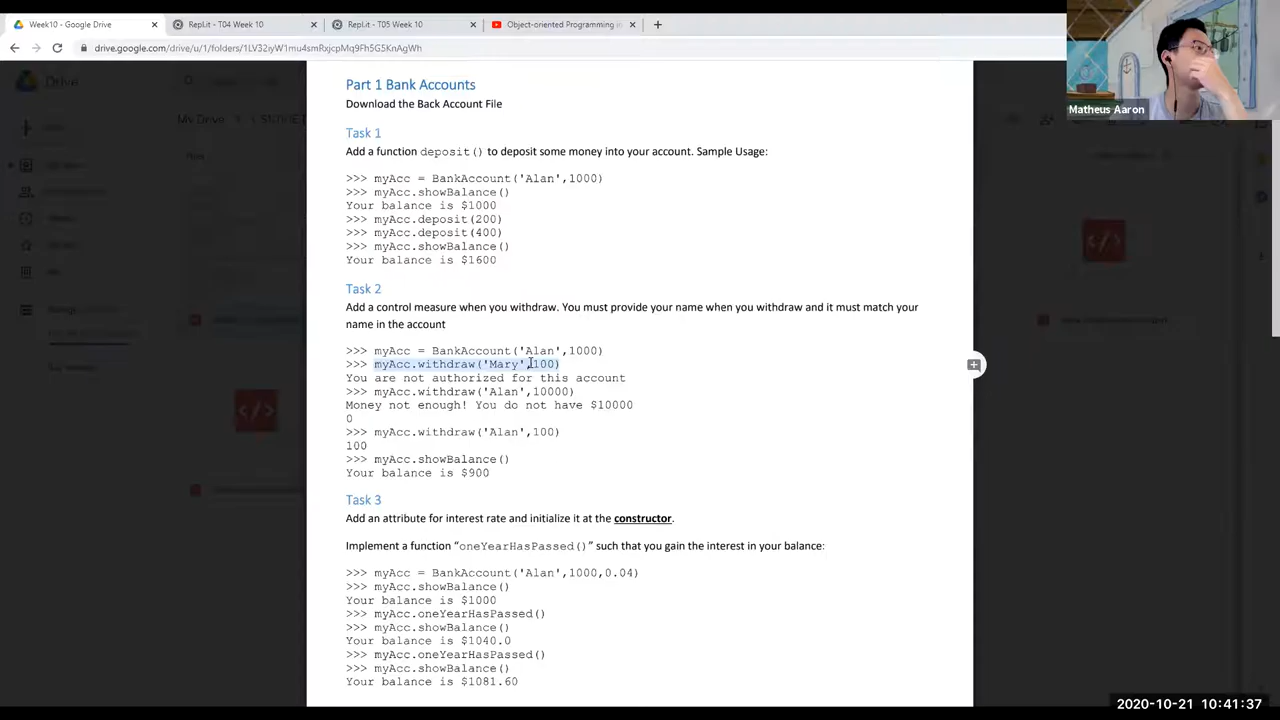 Week10 - Google Drive
Repl.it - T04 Week 10
Repl.it - T05 Week 10
Object-oriented Programming in
drive.google.com/drive/u/1/folders/1LV32yW1mu4smRxjcpMq9Fh5G5KnAgWh
Drive
My Drive
Matheus Aaron
Part 1 Bank Accounts
Download the Back Account File
Task 1
Add a function deposit() to deposit some money into your account. Sample Usage:
>>> myAcc = BankAccount('Alan',1000)
>>> myAcc.showBalance()
Your balance is $1000
>>> myAcc.deposit(200)
>>> myAcc.deposit(400)
>>> myAcc.showBalance()
Your balance is $1600
Task 2
Add a control measure when you withdraw. You must provide your name when you withdraw and it must match your
name in the account
>>> myAcc = BankAccount('Alan',1000)
>>> myAcc.withdraw('Mary',100)
You are not authorized for this account
>>> myAcc.withdraw('Alan',10000)
Money not enough! You do not have $10000
0
>>> myAcc.withdraw('Alan',100)
100
>>> myAcc.showBalance()
Your balance is $900
Task 3
Add an attribute for interest rate and initialize it at the constructor.
Implement a function “oneYearHasPassed()” such that you gain the interest in your balance:
>>> myAcc = BankAccount('Alan',1000,0.04)
>>> myAcc.showBalance()
Your balance is $1000
>>> myAcc.oneYearHasPassed()
>>> myAcc.showBalance()
Your balance is $1040.0
>>> myAcc.oneYearHasPassed()
>>> myAcc.showBalance()
Your balance is $1081.60
2020-10-21 10:41:37